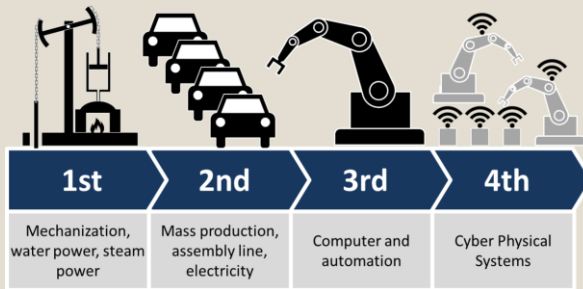 1st
2nd
3rd
4th
Mechanization,
water power, steam
power
Mass production,
assembly line,
electricity
Computer and
automation
Cyber Physical
Systems